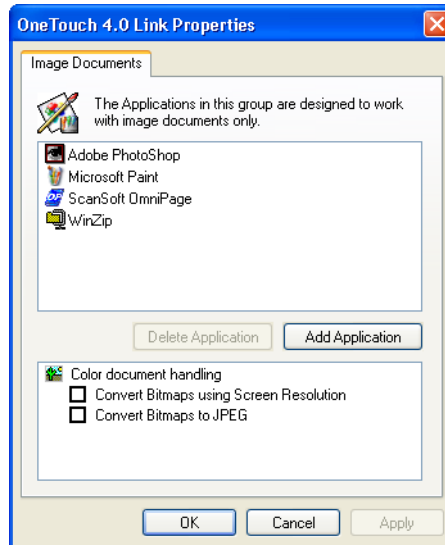 OneTouch 4.0 Link Properties
Image Documents
The Applications in this group are designed to work
with image documents only.
Adobe PhotoShop
Microsoft Paint
ScanSoft OmniPage
WinZip
Delete Application Add Application
Color document handling
Convert Bitmaps using Screen Resolution
Convert Bitmaps to JPEG
OK Cancel Apply